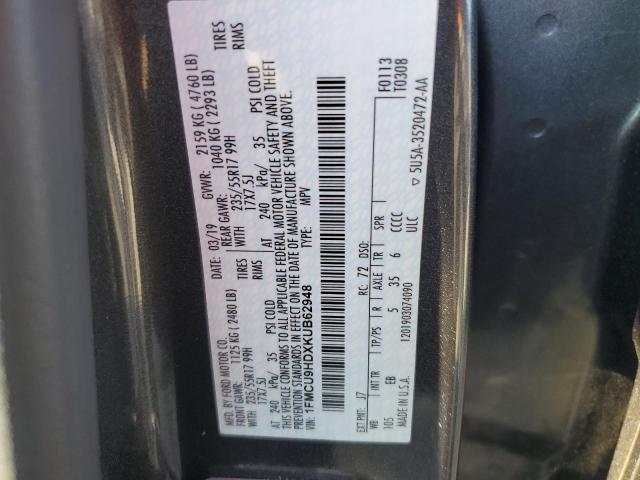 MFD. BY FORD MOTOR CO.
DATE: 03/19 GVWR: 2159 KG ( 4760 LB)
FRONT GAWR: 1125 KG (2480 LB) REAR GAWR: 1040 KG ( 2293 LB)
WITH 235/55R17 99H TIRES WITH 235/55R17 99H TIRES
17X7.5J RIMS 17X7.5J RIMS
AT 240 kPa/ 35 PSI COLD AT 240 kPa/ 35 PSI COLD
THIS VEHICLE CONFORMS TO ALL APPLICABLE FEDERAL MOTOR VEHICLE SAFETY AND THEFT
PREVENTION STANDARDS IN EFFECT ON THE DATE OF MANUFACTURE SHOWN ABOVE.
VIN: 1FMCU9HDXKUB62948 TYPE: MPV
F0113
T0308
EXT PNT: J7 RC: 72 DSO:
WB INT TR TP/PS R AXLE TR SPR
105 EB 5 35 6 CCCC
MADE IN U.S.A. 1201903074090 ULC
▽ 5U5A-3520472-AA